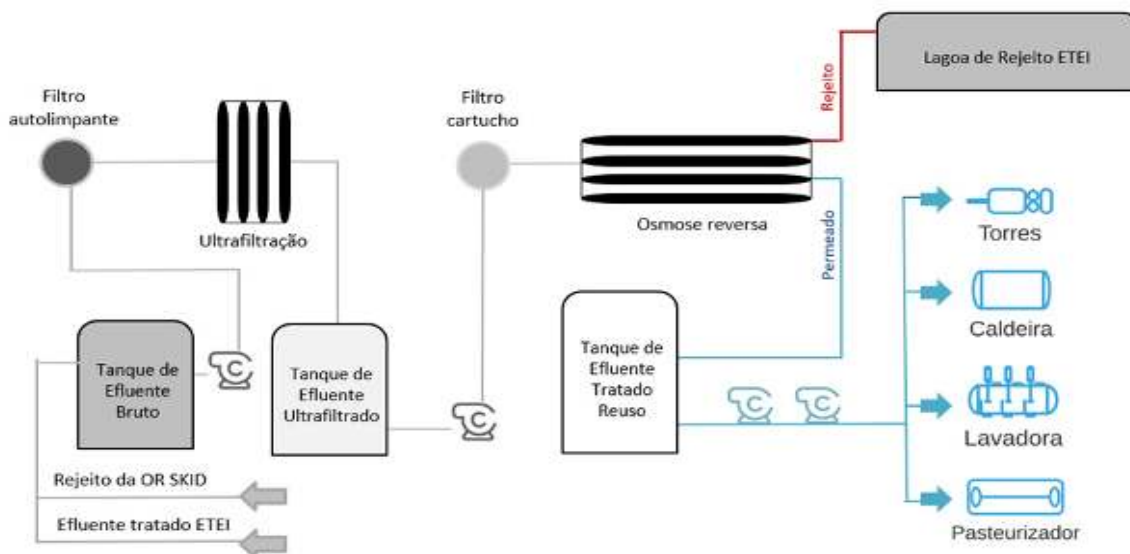 Lagoa de Rejeito ETEI
Rejeito
Filtro
autolimpante
Filtro
cartucho
Ultrafiltração
Osmose reversa
Permeado
Torres
Caldeira
Lavadora
Pasteurizador
Tanque de
Efluente
Bruto
Tanque de
Efluente
Ultrafiltrado
Tanque de
Efluente
Tratado
Reuso
Rejeito da OR SKID
Efluente tratado ETEI